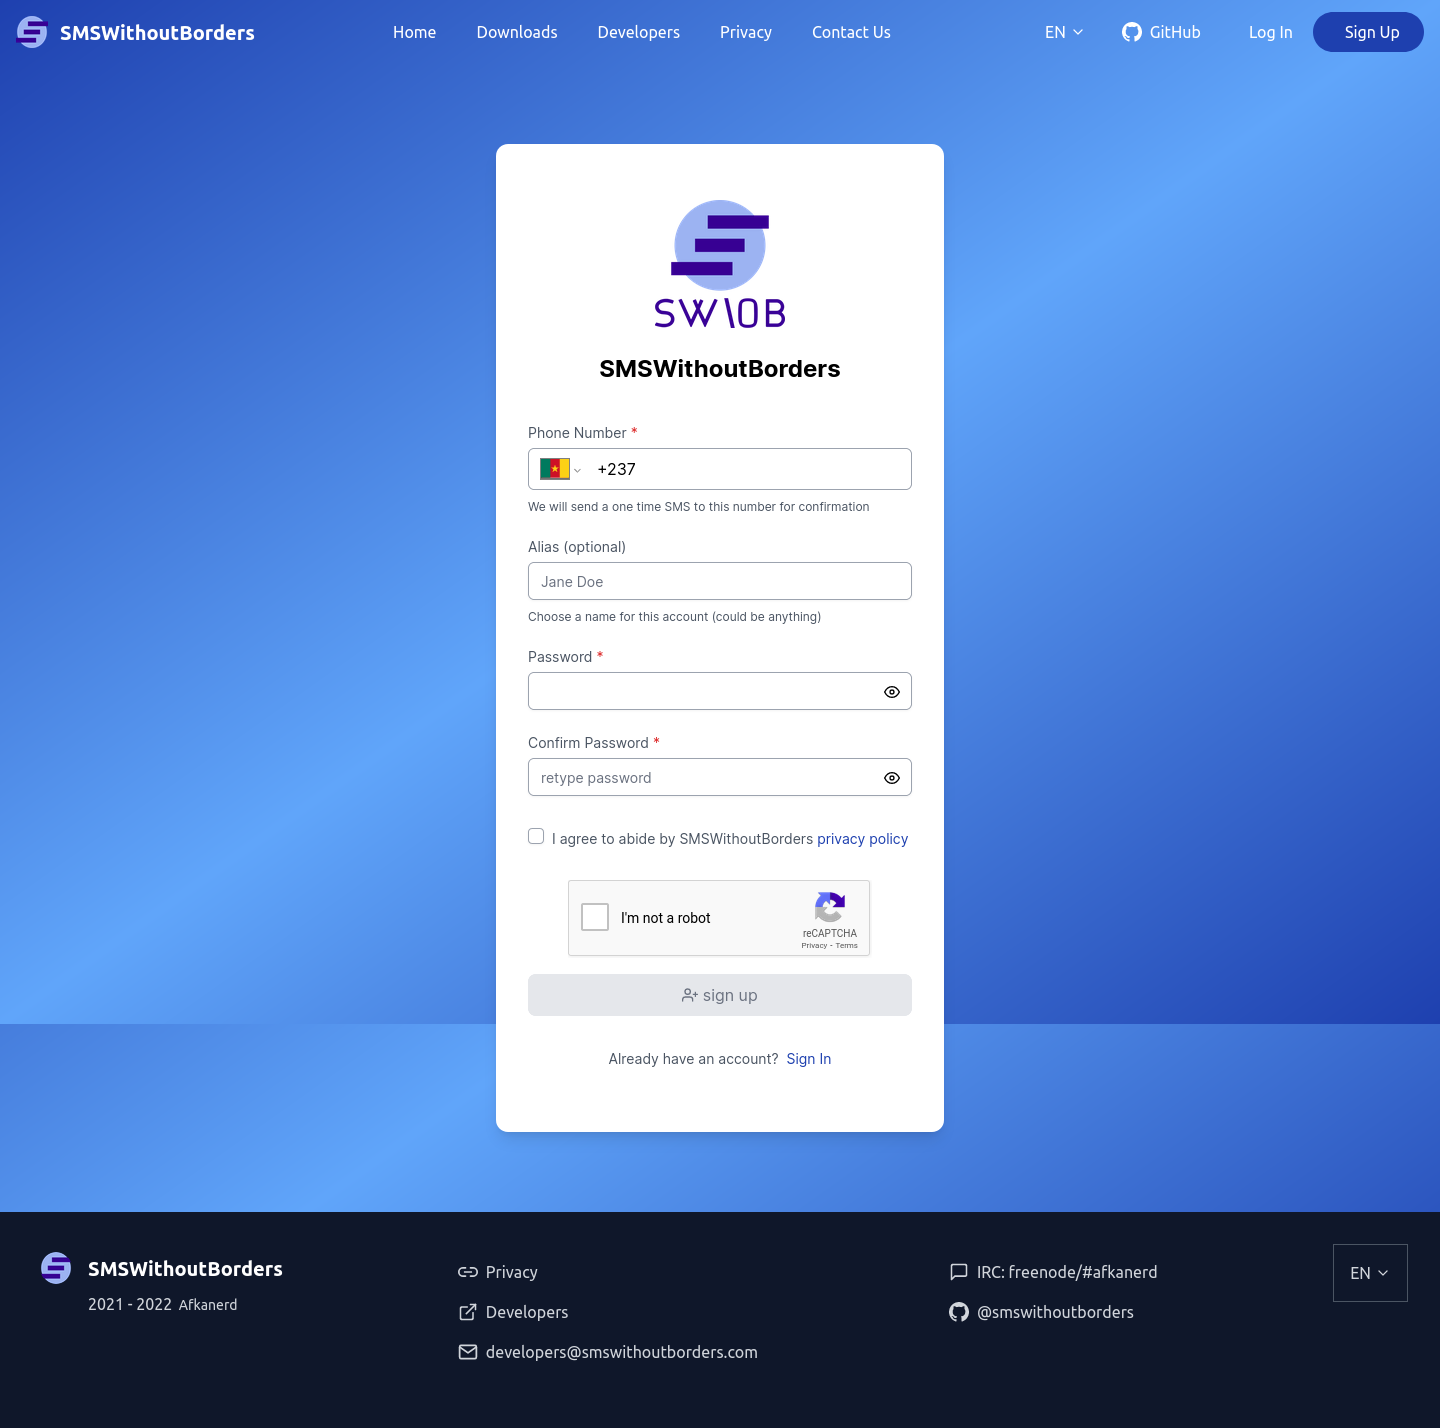 SMSWithoutBorders
Home
Downloads
Developers
Privacy
Contact Us
EN
GitHub
Log In
Sign Up
SW\OB
SMSWithoutBorders
Phone Number *
+237
We will send a one time SMS to this number for confirmation
Alias (optional)
Jane Doe
Choose a name for this account (could be anything)
Password *
Confirm Password *
retype password
I agree to abide by SMSWithoutBorders privacy policy
I'm not a robot
reCAPTCHA
Privacy - Terms
sign up
Already have an account? Sign In
SMSWithoutBorders
2021 - 2022 Afkanerd
Privacy
Developers
developers@smswithoutborders.com
IRC: freenode/#afkanerd
@smswithoutborders
EN